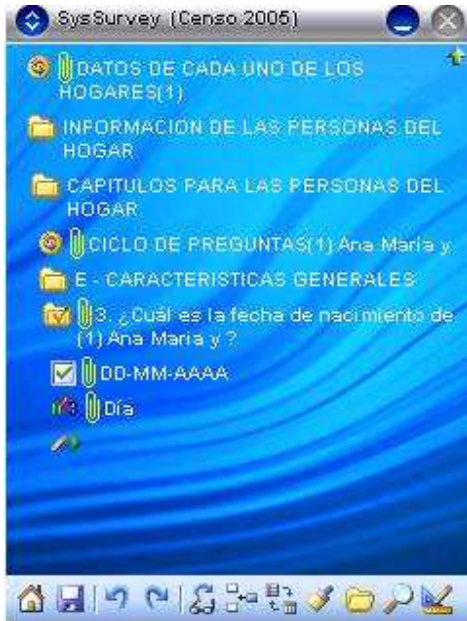 SysSurvey (Censo 2005)
DATOS DE CADA UNO DE LOS
HOGARES(1)
INFORMACION DE LAS PERSONAS DEL
HOGAR
CAPITULOS PARA LAS PERSONAS DEL
HOGAR
CICLO DE PREGUNTAS(1) Ana Maria y
E - CARACTERISTICAS GENERALES
3. ¿Cuál es la fecha de nacimiento de
(1) Ana Maria y ?
DD-MM-AAAA
Día